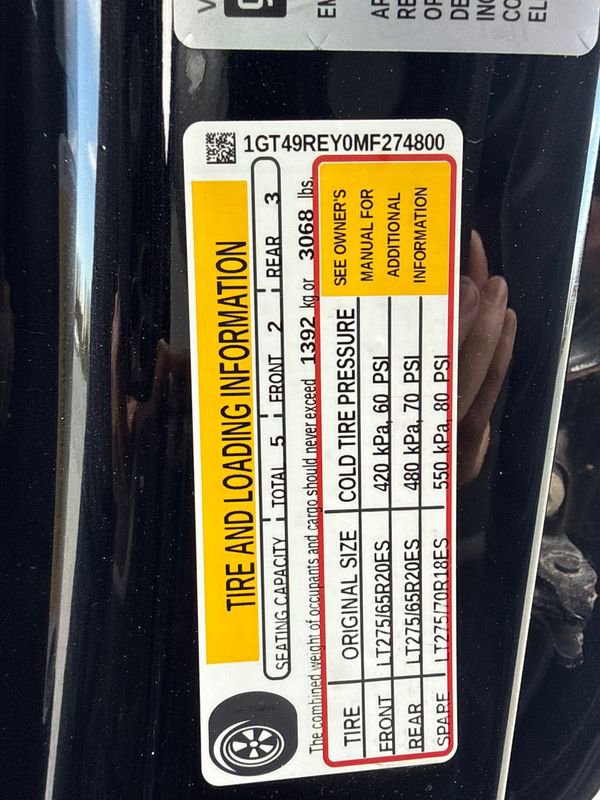 1GT49REY0MF274800
TIRE AND LOADING INFORMATION
SEATING CAPACITY TOTAL 5 FRONT 2 REAR 3
The combined weight of occupants and cargo should never exceed 1392 kg or 3068 lbs.
TIRE ORIGINAL SIZE COLD TIRE PRESSURE
FRONT LT275/65R20ES 420 kPa, 60 PSI
REAR LT275/65R20ES 480 kPa, 70 PSI
SPARE LT275/70R18ES 550 kPa, 80 PSI
SEE OWNER'S
MANUAL FOR
ADDITIONAL
INFORMATION